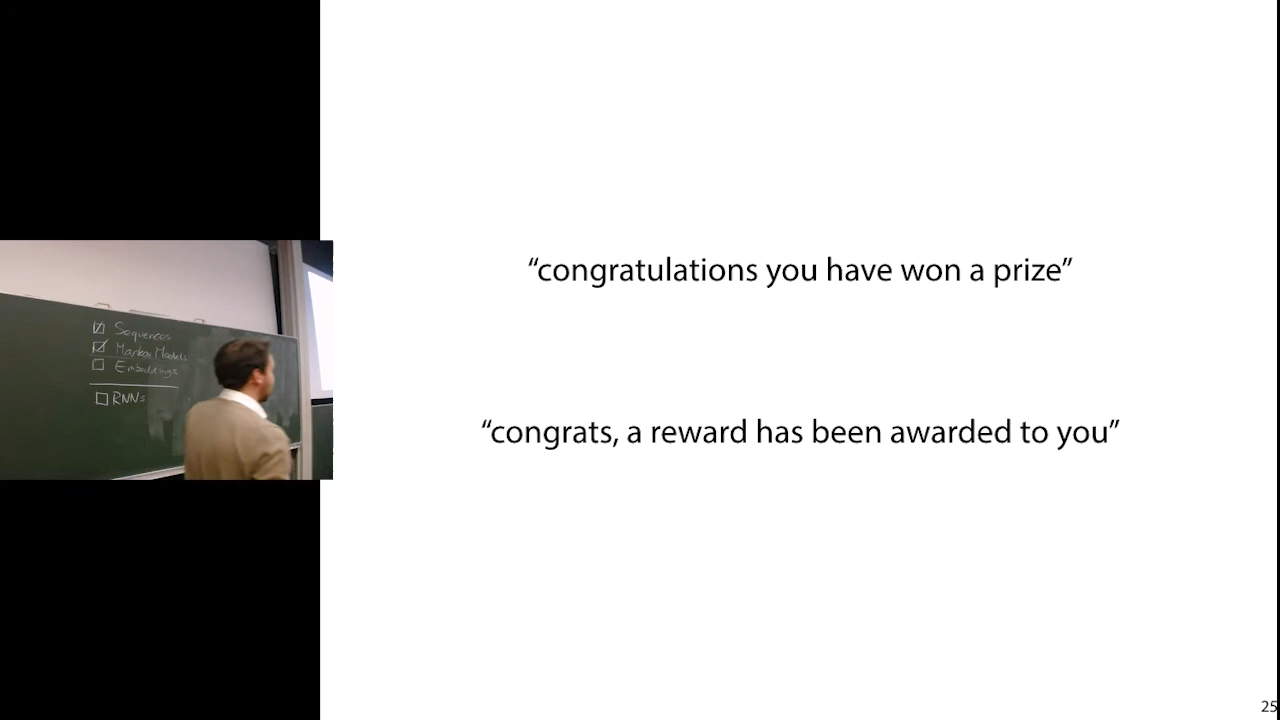 Sequences
Markov Models
Embeddings
RNNs
“congratulations you have won a prize”
“congrats, a reward has been awarded to you”
25